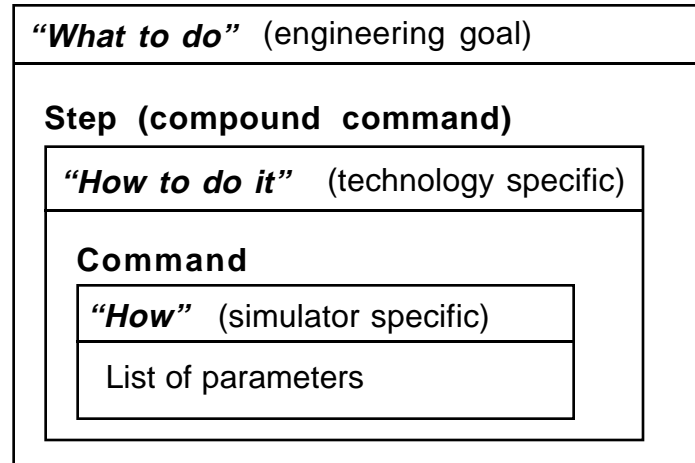 “What to do” (engineering goal)
Step (compound command)
“How to do it” (technology specific)
Command
“How” (simulator specific)
List of parameters